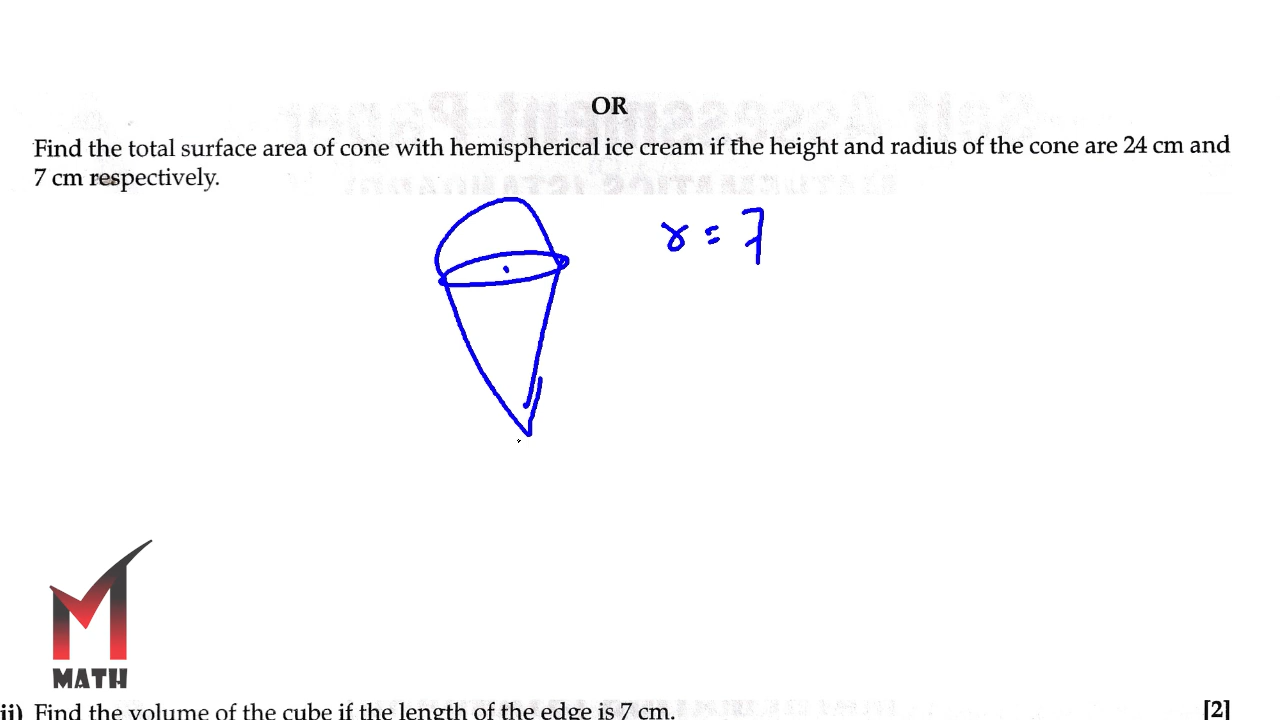 OR
Find the total surface area of cone with hemispherical ice cream if the height and radius of the cone are 24 cm and
7 cm respectively.
r = 7
MATH
ii) Find the volume of the cube if the length of the edge is 7 cm. [2]